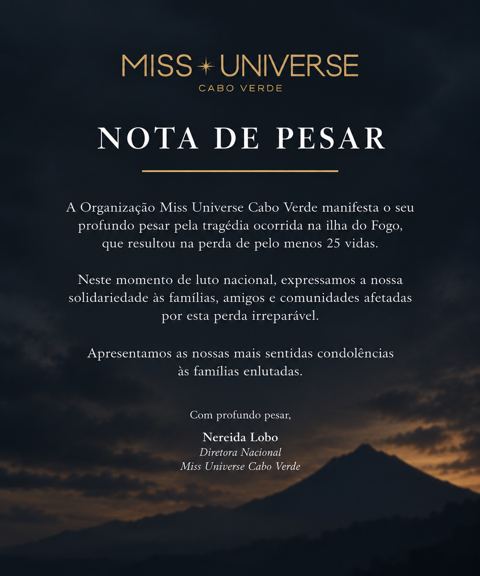 MISS UNIVERSE
CABO VERDE
NOTA DE PESAR
A Organização Miss Universe Cabo Verde manifesta o seu
profundo pesar pela tragédia ocorrida na ilha do Fogo,
que resultou na perda de pelo menos 25 vidas.
Neste momento de luto nacional, expressamos a nossa
solidariedade às famílias, amigos e comunidades afetadas
por esta perda irreparável.
Apresentamos as nossas mais sentidas condolências
às famílias enlutadas.
Com profundo pesar,
Nereida Lobo
Diretora Nacional
Miss Universe Cabo Verde